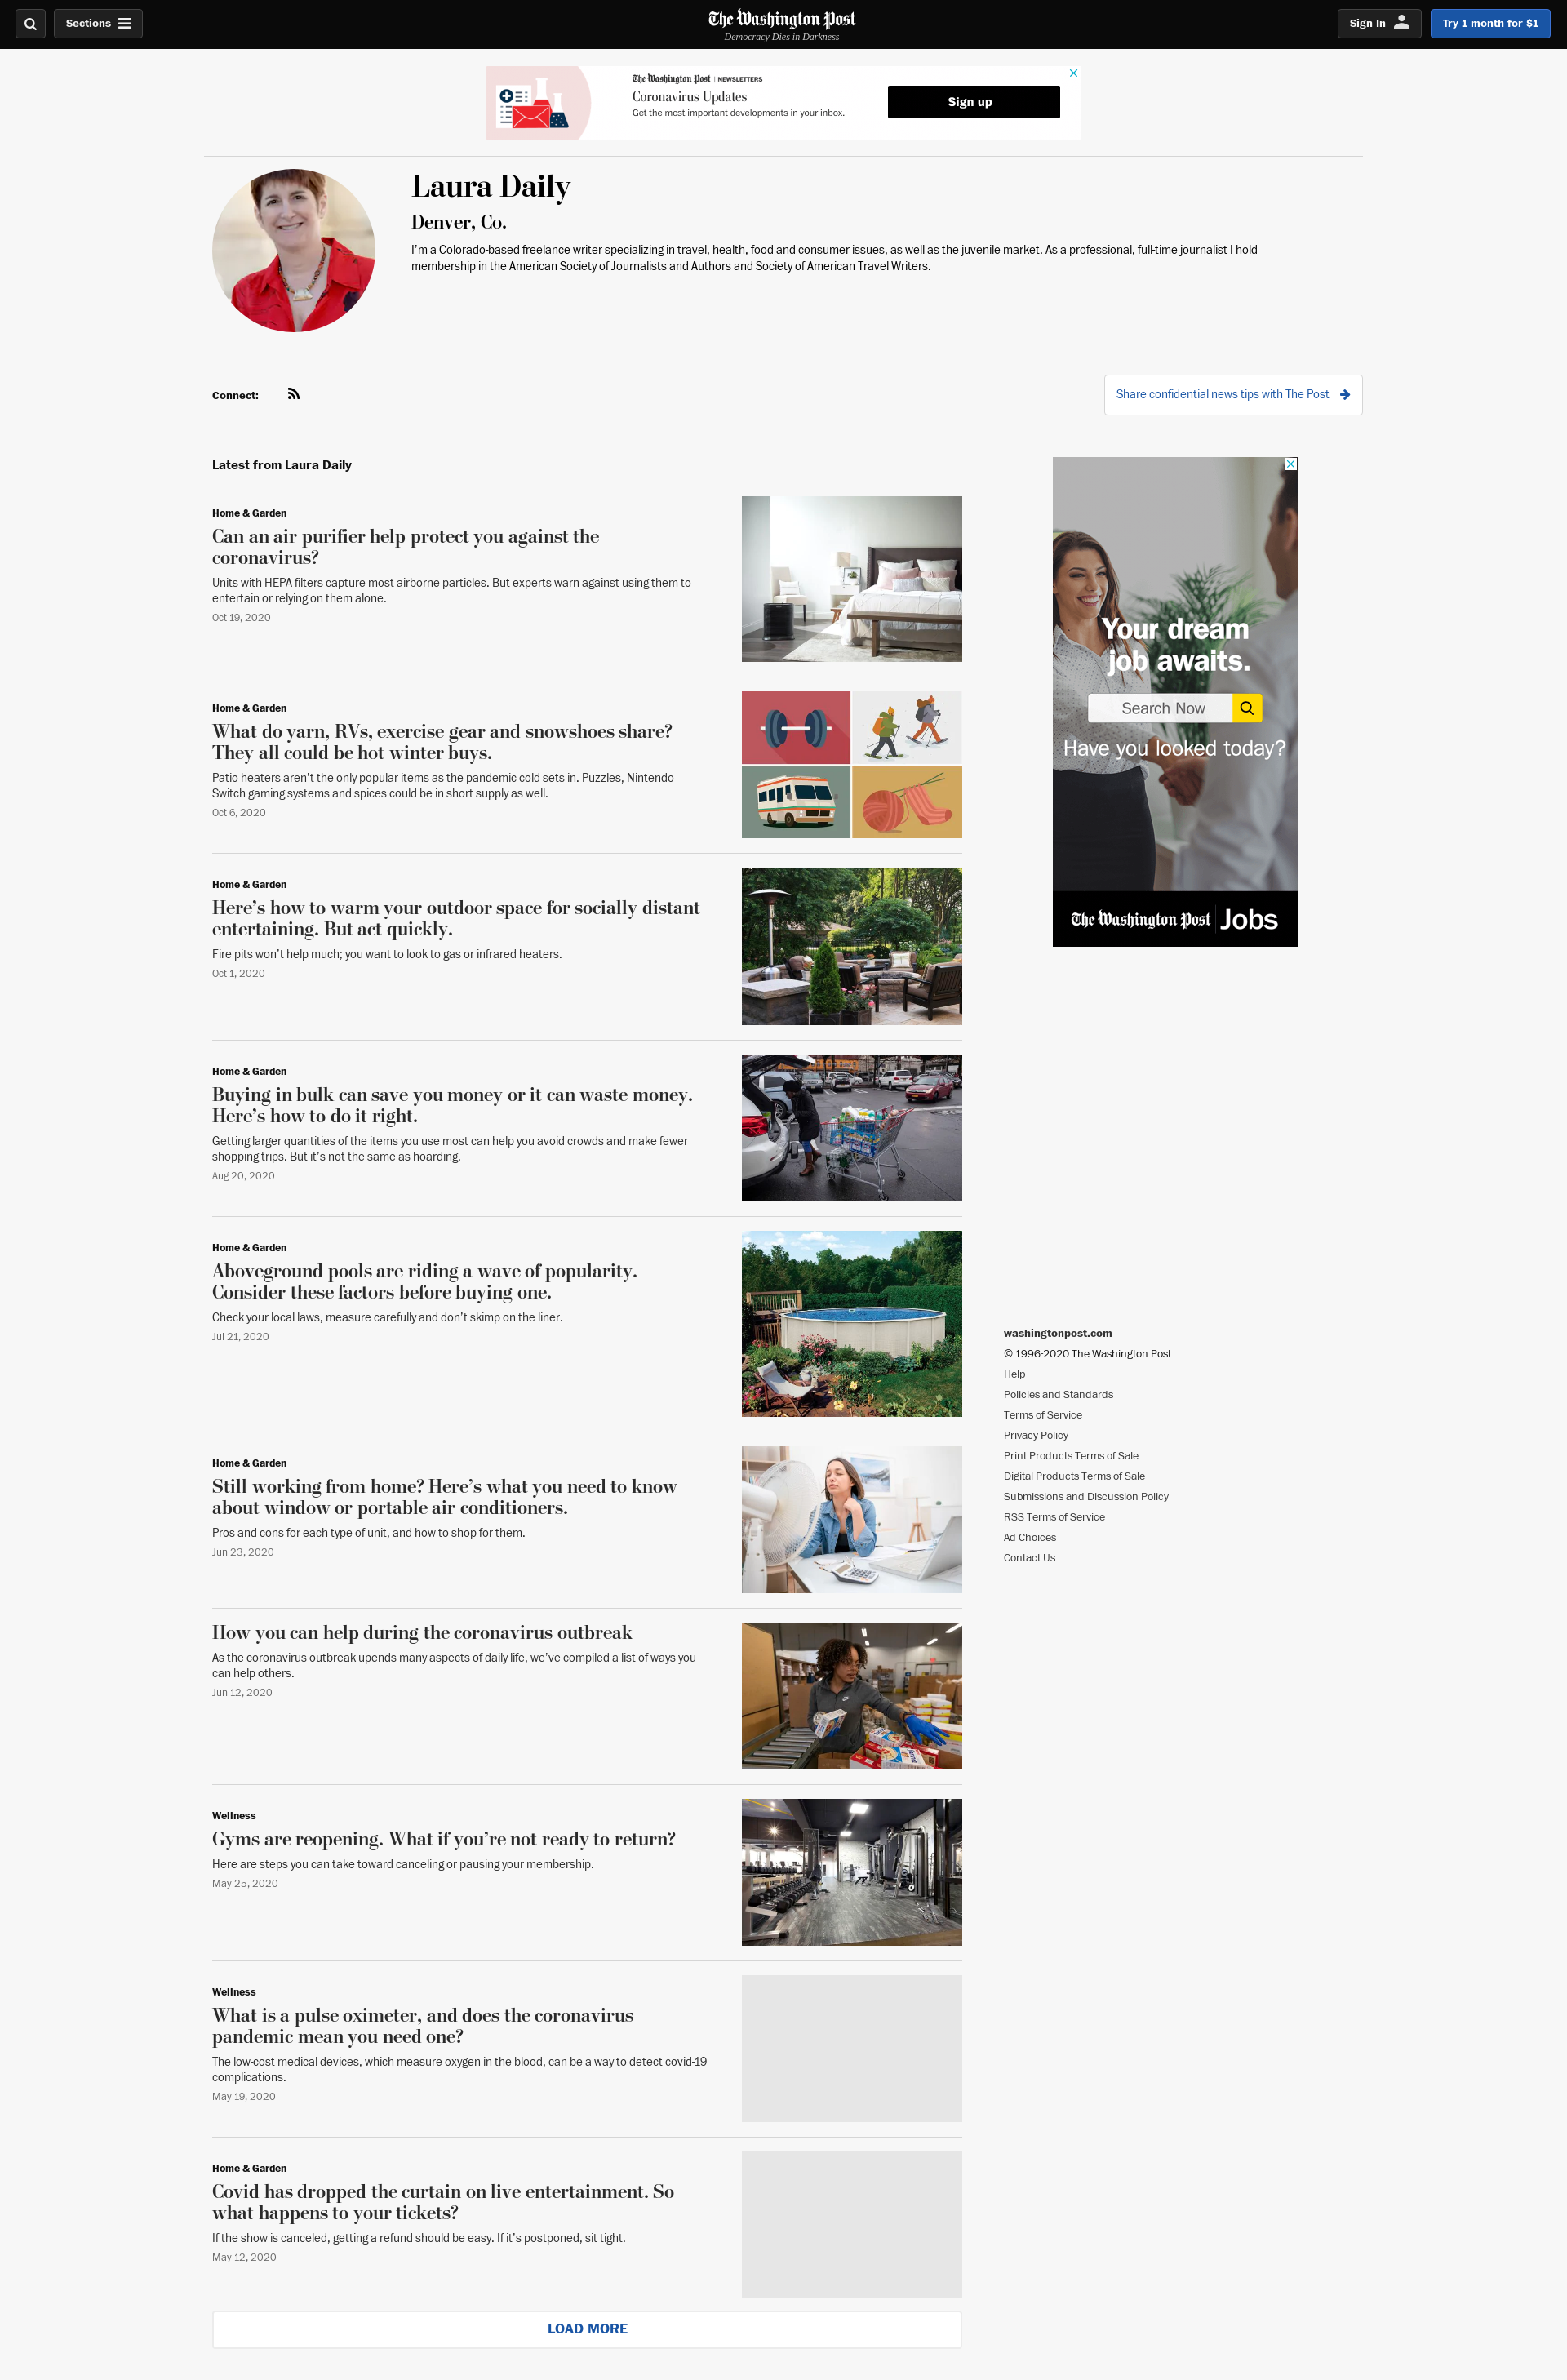 Sections
The Washington Post
Democracy Dies in Darkness
Sign In
Try 1 month for $1
The Washington Post | NEWSLETTERS
Coronavirus Updates
Get the most important developments in your inbox.
Sign up
Laura Daily
Denver, Co.
I’m a Colorado-based freelance writer specializing in travel, health, food and consumer issues, as well as the juvenile market. As a professional, full-time journalist I hold
membership in the American Society of Journalists and Authors and Society of American Travel Writers.
Connect:
Share confidential news tips with The Post
Latest from Laura Daily
Home & Garden
Can an air purifier help protect you against the
coronavirus?
Units with HEPA filters capture most airborne particles. But experts warn against using them to
entertain or relying on them alone.
Oct 19, 2020
Home & Garden
What do yarn, RVs, exercise gear and snowshoes share?
They all could be hot winter buys.
Patio heaters aren’t the only popular items as the pandemic cold sets in. Puzzles, Nintendo
Switch gaming systems and spices could be in short supply as well.
Oct 6, 2020
Home & Garden
Here’s how to warm your outdoor space for socially distant
entertaining. But act quickly.
Fire pits won’t help much; you want to look to gas or infrared heaters.
Oct 1, 2020
Home & Garden
Buying in bulk can save you money or it can waste money.
Here’s how to do it right.
Getting larger quantities of the items you use most can help you avoid crowds and make fewer
shopping trips. But it’s not the same as hoarding.
Aug 20, 2020
Home & Garden
Aboveground pools are riding a wave of popularity.
Consider these factors before buying one.
Check your local laws, measure carefully and don’t skimp on the liner.
Jul 21, 2020
Home & Garden
Still working from home? Here’s what you need to know
about window or portable air conditioners.
Pros and cons for each type of unit, and how to shop for them.
Jun 23, 2020
How you can help during the coronavirus outbreak
As the coronavirus outbreak upends many aspects of daily life, we’ve compiled a list of ways you
can help others.
Jun 12, 2020
Wellness
Gyms are reopening. What if you’re not ready to return?
Here are steps you can take toward canceling or pausing your membership.
May 25, 2020
Wellness
What is a pulse oximeter, and does the coronavirus
pandemic mean you need one?
The low-cost medical devices, which measure oxygen in the blood, can be a way to detect covid-19
complications.
May 19, 2020
Home & Garden
Covid has dropped the curtain on live entertainment. So
what happens to your tickets?
If the show is canceled, getting a refund should be easy. If it’s postponed, sit tight.
May 12, 2020
LOAD MORE
Your dream
job awaits.
Search Now
Have you looked today?
The Washington Post | Jobs
washingtonpost.com
© 1996-2020 The Washington Post
Help
Policies and Standards
Terms of Service
Privacy Policy
Print Products Terms of Sale
Digital Products Terms of Sale
Submissions and Discussion Policy
RSS Terms of Service
Ad Choices
Contact Us